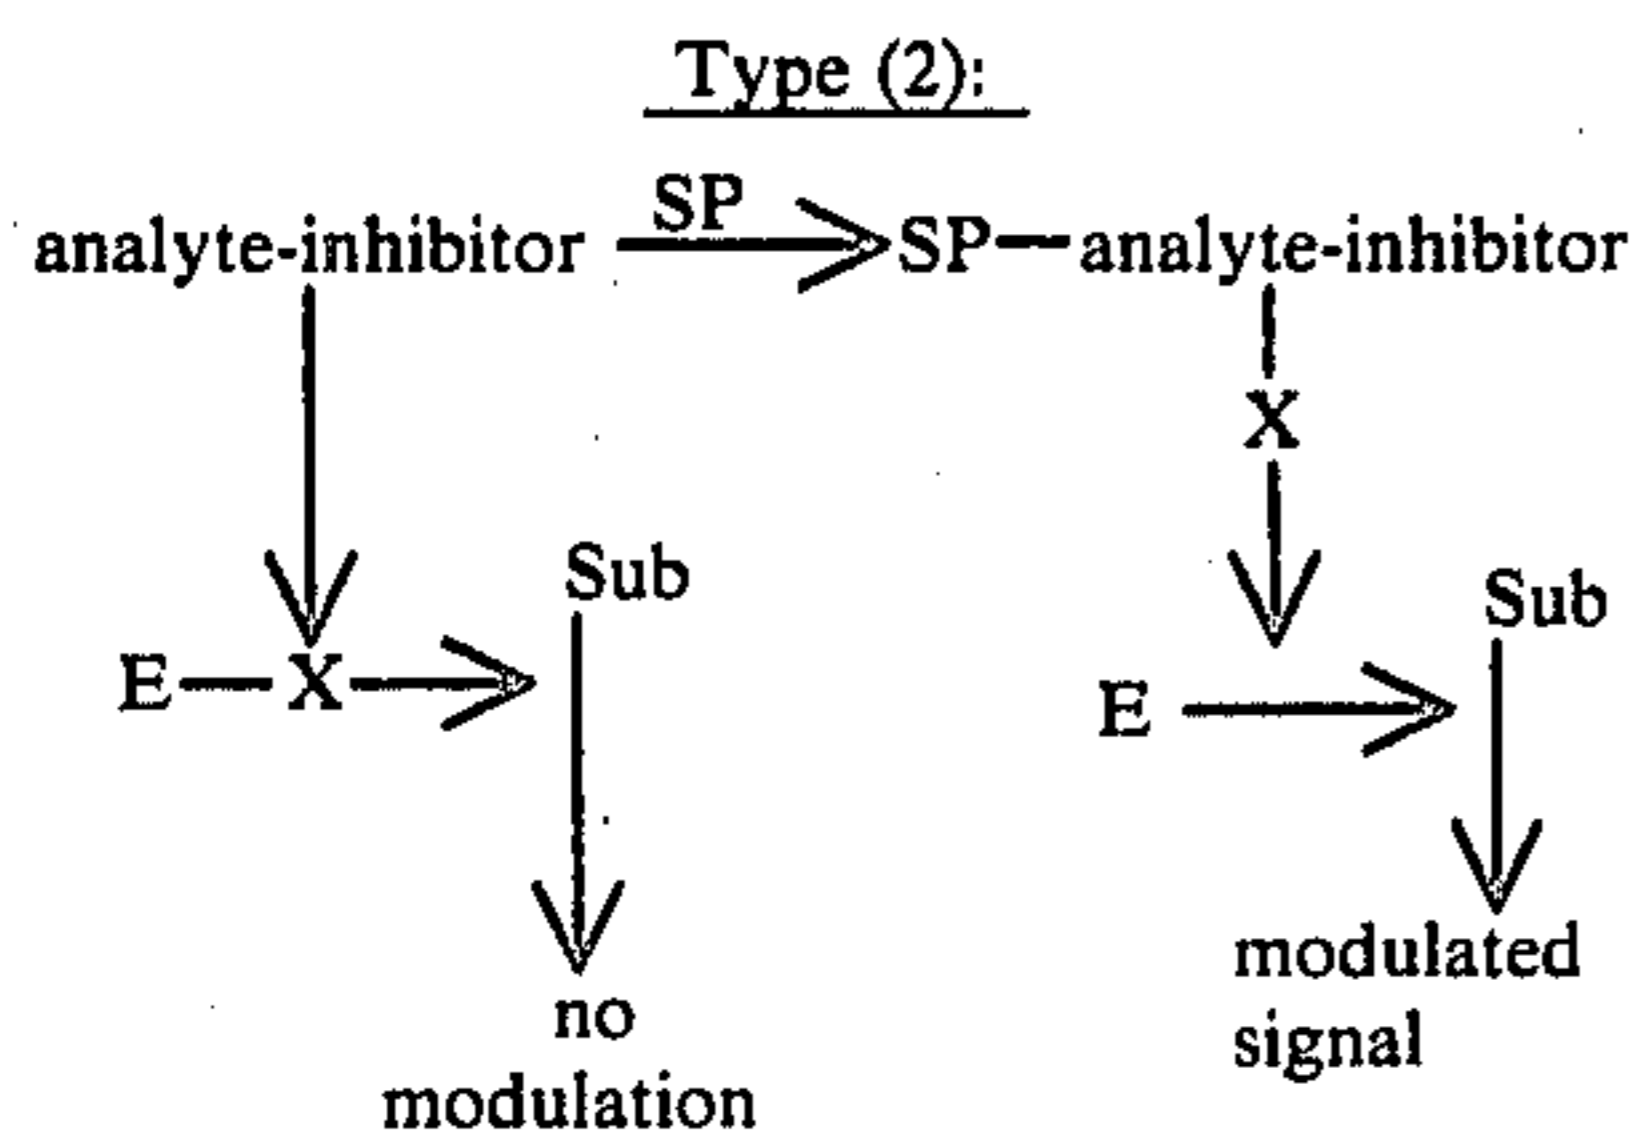 Type (2):
SP
analyte-inhibitor SP—analyte-inhibitor
X
Sub
Sub
E—X
E
modulated
signal
no
modulation